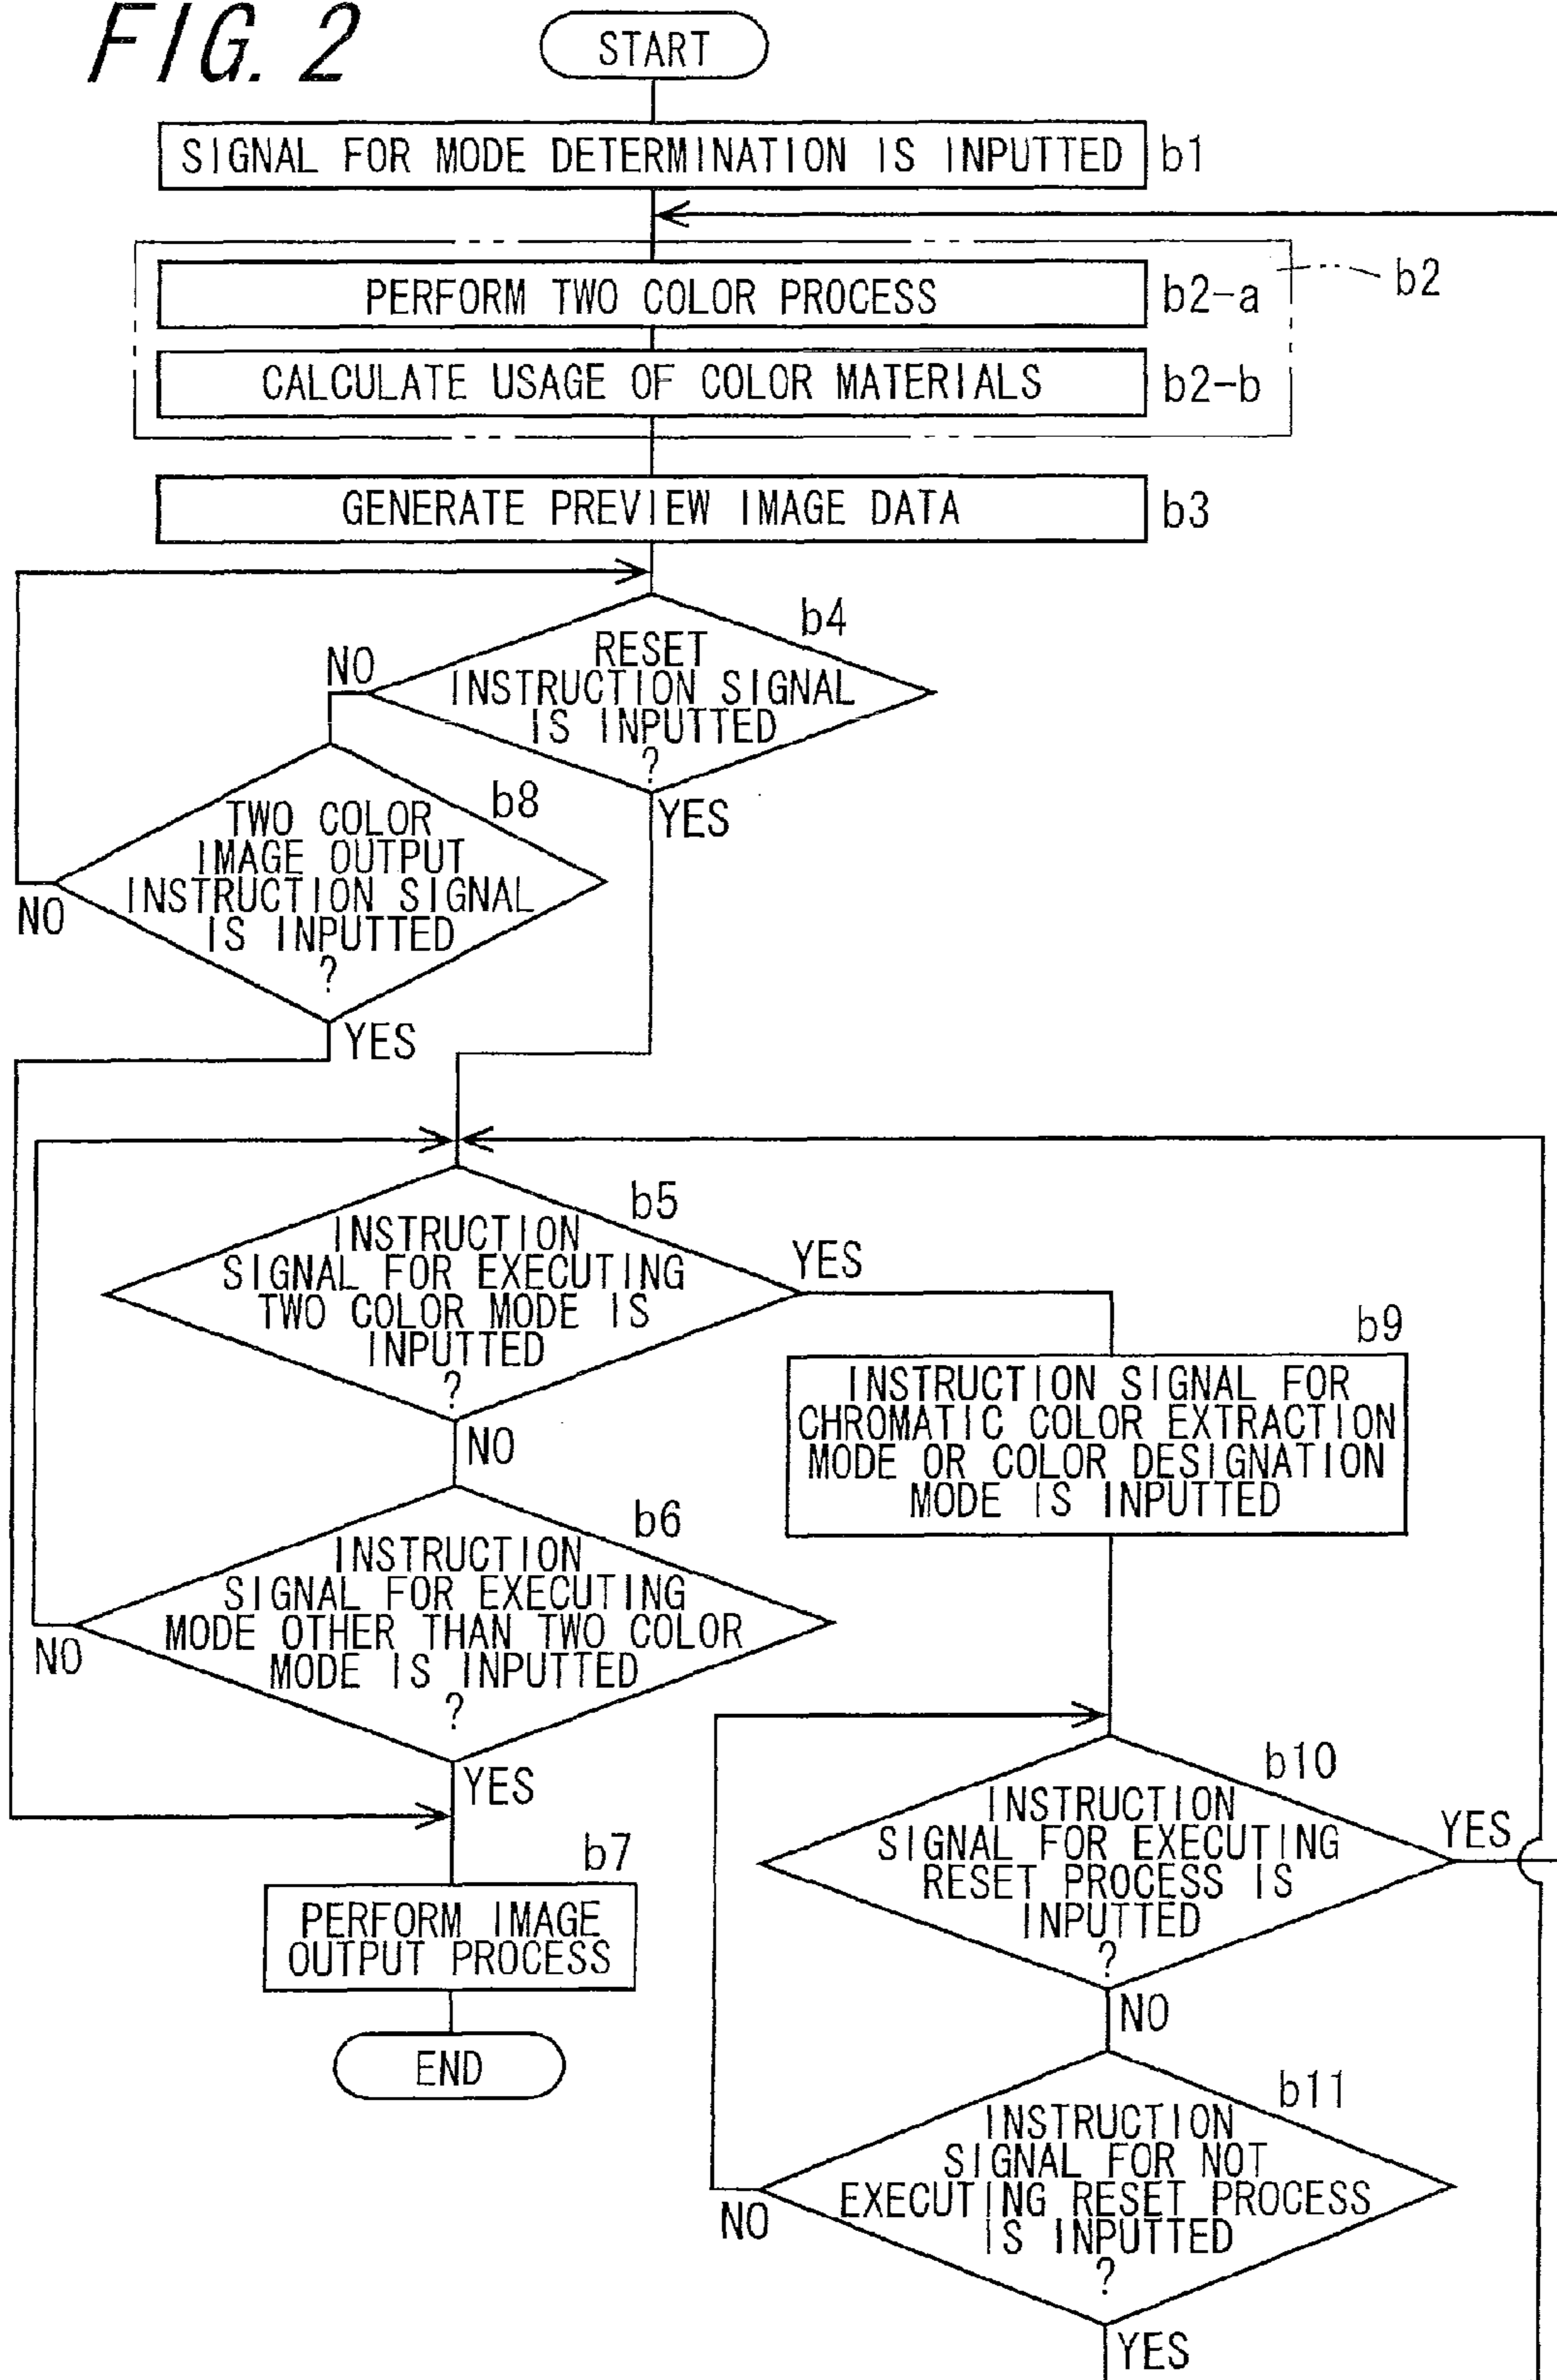 FIG. 2
START
SIGNAL FOR MODE DETERMINATION IS INPUTTED b1
b2
PERFORM TWO COLOR PROCESS b2-a
CALCULATE USAGE OF COLOR MATERIALS b2-b
GENERATE PREVIEW IMAGE DATA b3
b4
RESET
INSTRUCTION SIGNAL
IS INPUTTED
?
NO
YES
b8
TWO COLOR
IMAGE OUTPUT
INSTRUCTION SIGNAL
IS INPUTTED
?
NO
YES
b5
INSTRUCTION
SIGNAL FOR EXECUTING
TWO COLOR MODE IS
INPUTTED
?
YES
NO
b9
INSTRUCTION SIGNAL FOR
CHROMATIC COLOR EXTRACTION
MODE OR COLOR DESIGNATION
MODE IS INPUTTED
b6
INSTRUCTION
SIGNAL FOR EXECUTING
MODE OTHER THAN TWO COLOR
MODE IS INPUTTED
?
NO
YES
b7
PERFORM IMAGE
OUTPUT PROCESS
END
b10
INSTRUCTION
SIGNAL FOR EXECUTING
RESET PROCESS IS
INPUTTED
?
YES
NO
b11
INSTRUCTION
SIGNAL FOR NOT
EXECUTING RESET PROCESS
IS INPUTTED
?
NO
YES